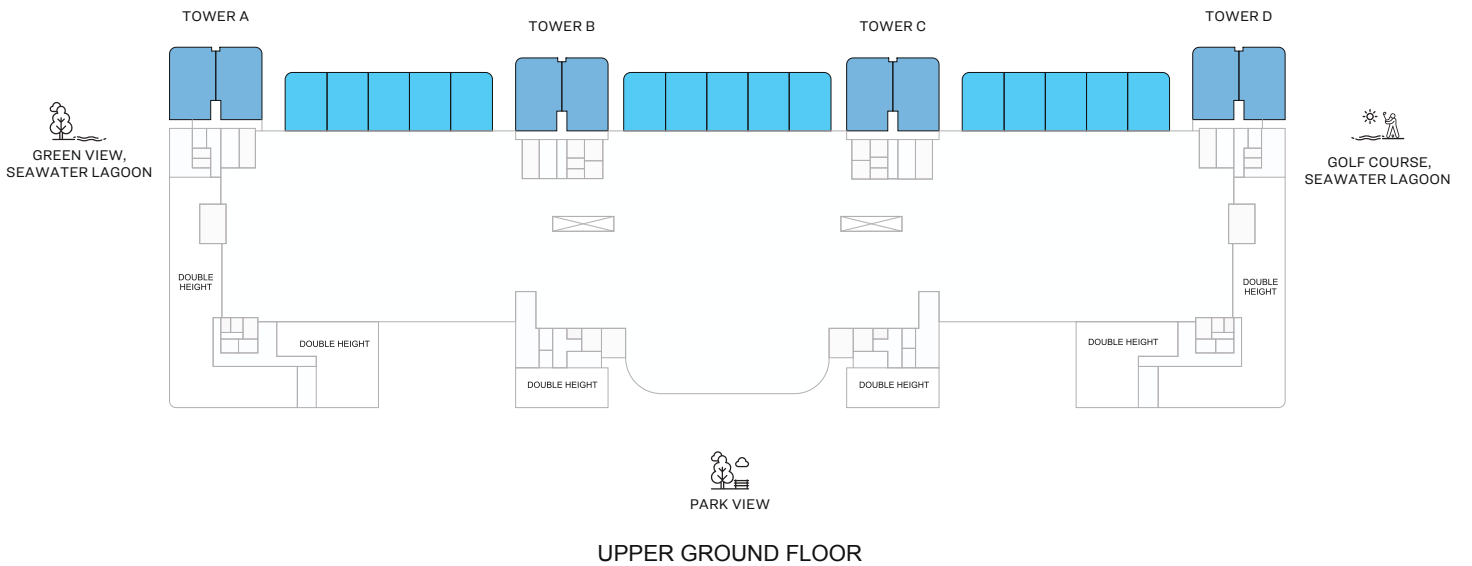 TOWER A
TOWER B
TOWER C
TOWER D
GREEN VIEW,
SEAWATER LAGOON
GOLF COURSE,
SEAWATER LAGOON
DOUBLE
HEIGHT
DOUBLE
HEIGHT
DOUBLE HEIGHT
DOUBLE HEIGHT
DOUBLE HEIGHT
DOUBLE HEIGHT
PARK VIEW
UPPER GROUND FLOOR